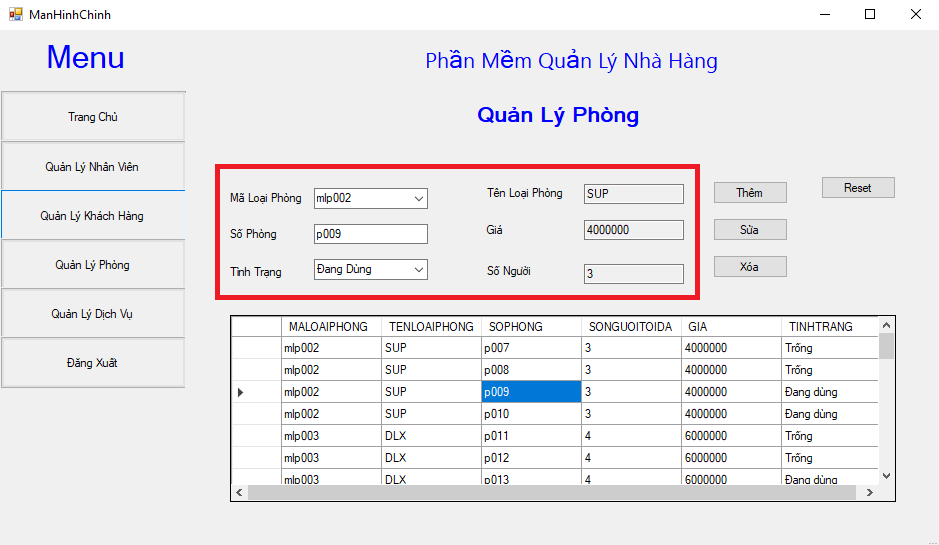 ManHinhChinh
Menu
Phần Mềm Quản Lý Nhà Hàng
Trang Chủ
Quản Lý Nhân Viên
Quản Lý Khách Hàng
Quản Lý Phòng
Quản Lý Dịch Vụ
Đăng Xuất
Quản Lý Phòng
Mã Loại Phòng mlp002 Tên Loại Phòng SUP Thêm Reset
Số Phòng p009 Giá 4000000 Sửa
Tình Trạng Đang Dùng Số Người 3 Xóa
MALOAIPHONG TENLOAIPHONG SOPHONG SONGUOITOIDA GIA TINHTRANG
mlp002 SUP p007 3 4000000 Trống
mlp002 SUP p008 3 4000000 Trống
mlp002 SUP p009 3 4000000 Đang dùng
mlp002 SUP p010 3 4000000 Đang dùng
mlp003 DLX p011 4 6000000 Trống
mlp003 DLX p012 4 6000000 Trống
mlp003 DLX p013 4 6000000 Đang dùng